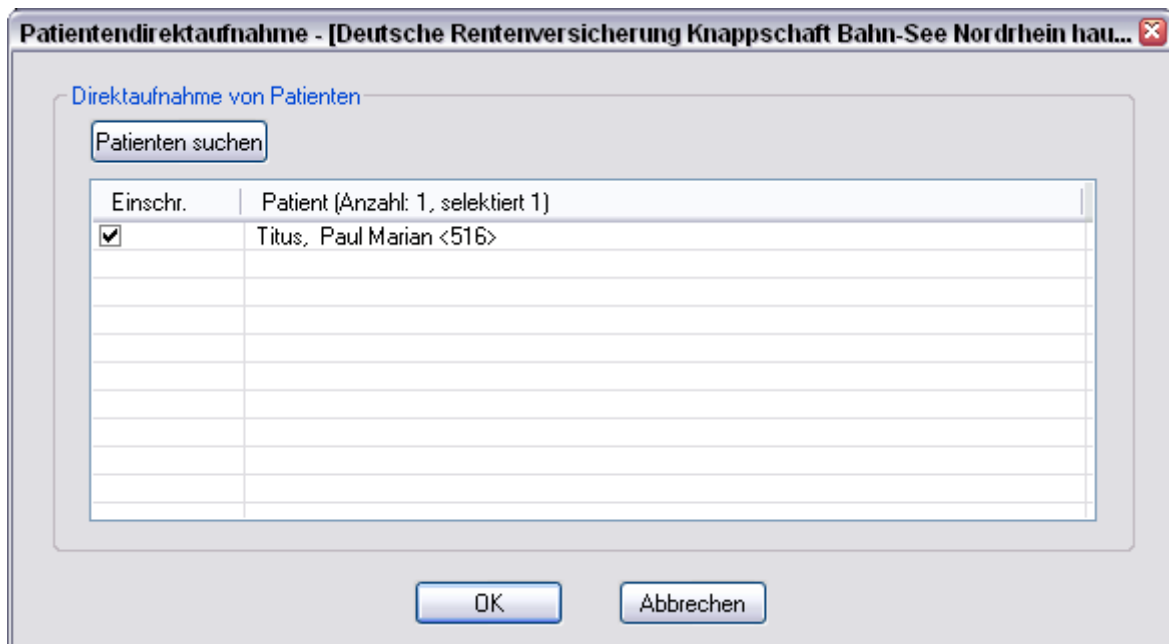 Patientendirektaufnahme - [Deutsche Rentenversicherung Knappschaft Bahn-See Nordrhein hau...
Direktaufnahme von Patienten
Patienten suchen
Einschr. Patient (Anzahl: 1, selektiert 1)
Titus, Paul Marian <516>
OK Abbrechen